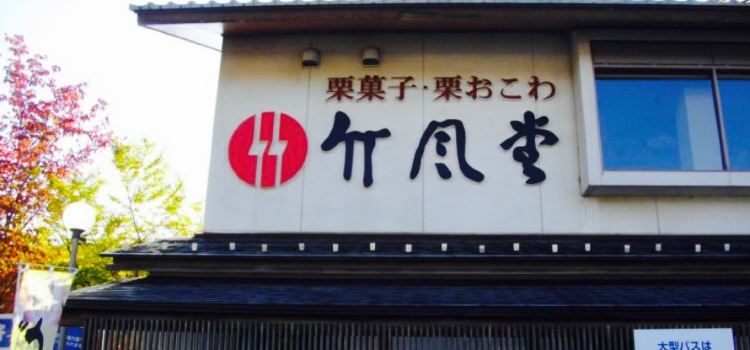 栗菓子・栗おこわ
竹風堂
大型バスは